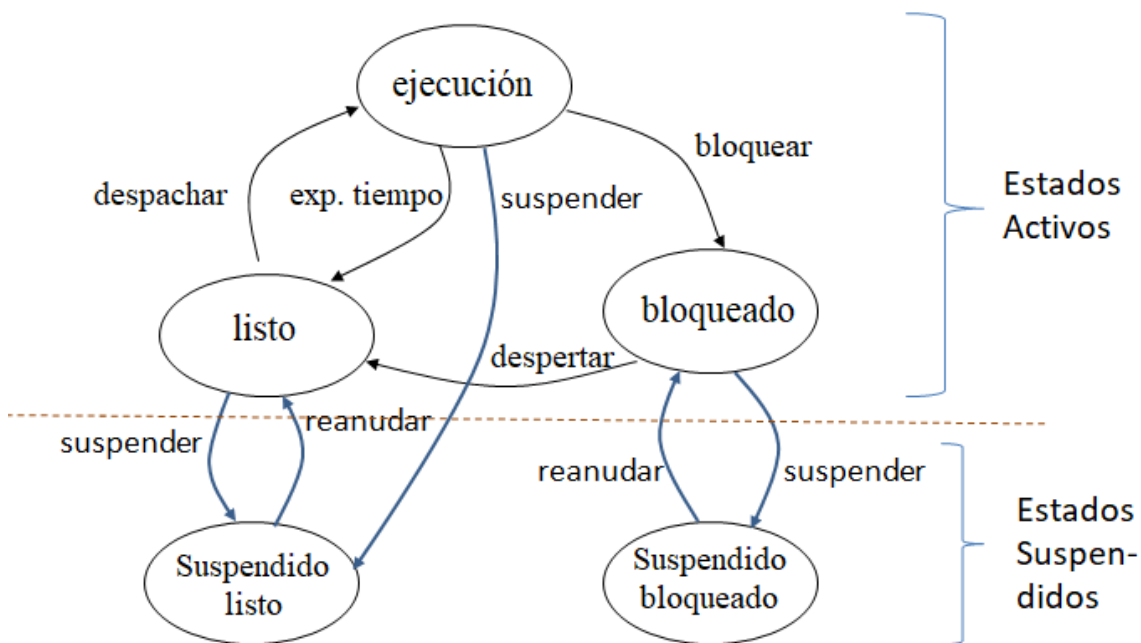 ejecución
bloquear
despachar
exp. tiempo
suspender
Estados
Activos
listo
bloqueado
despertar
reanudar
suspender
reanudar
suspender
Suspendido
listo
Suspendido
bloqueado
Estados
Suspen-
didos